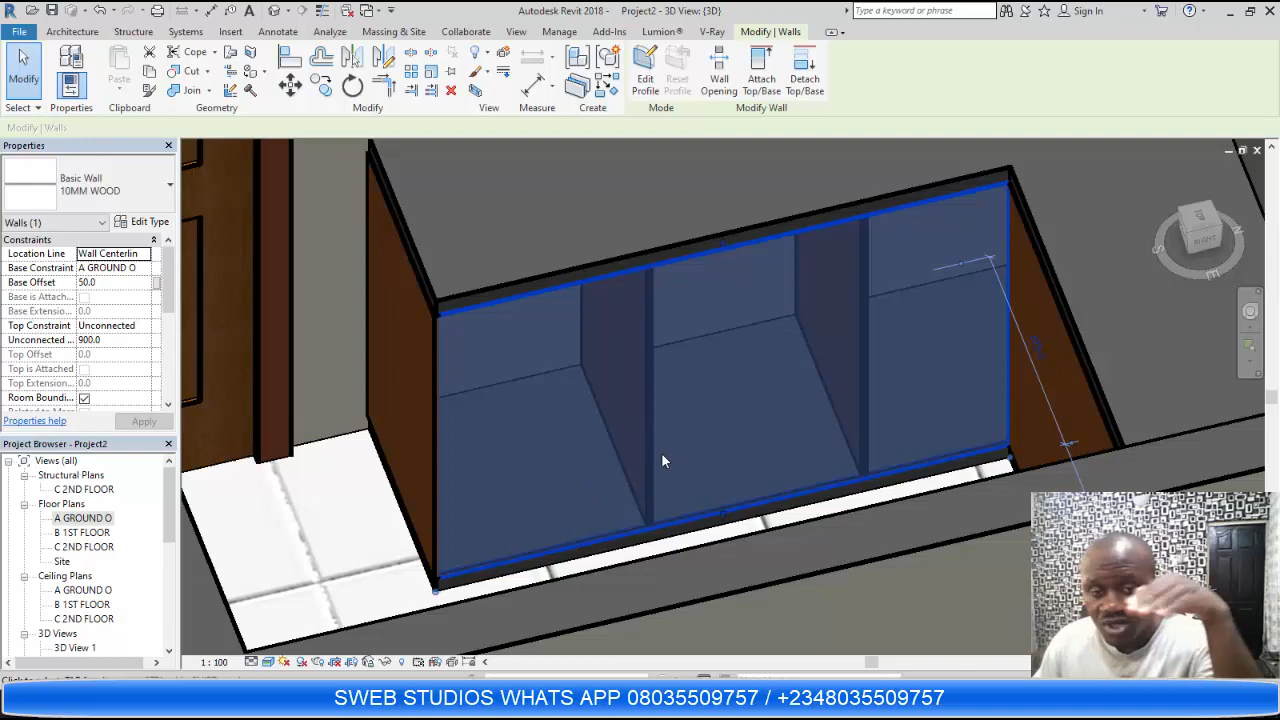 Autodesk Revit 2018 - Project2 - 3D View: {3D}
Type a keyword or phrase
Sign In
File Architecture Structure Systems Insert Annotate Analyze Massing & Site Collaborate View Manage Add-Ins Lumion® V-Ray Modify | Walls
Modify
Paste
Cope
Cut
Join
Edit Profile
Reset Profile
Wall Opening
Attach Top/Base
Detach Top/Base
Select Properties Clipboard Geometry Modify View Measure Create Mode Modify Wall
Modify | Walls
Properties
Basic Wall
10MM WOOD
Walls (1) Edit Type
Constraints
Location Line Wall Centerlin
Base Constraint A GROUND O
Base Offset 50.0
Base is Attach...
Base Extensio... 0.0
Top Constraint Unconnected
Unconnected ... 900.0
Top Offset 0.0
Top is Attached
Top Extension... 0.0
Room Boundi...
Properties help Apply
Project Browser - Project2
Views (all)
Structural Plans
C 2ND FLOOR
Floor Plans
A GROUND O
B 1ST FLOOR
C 2ND FLOOR
Site
Ceiling Plans
A GROUND O
B 1ST FLOOR
C 2ND FLOOR
3D Views
3D View 1
RIGHT
S
E
1 : 100
SWEB STUDIOS WHATS APP 08035509757 / +2348035509757